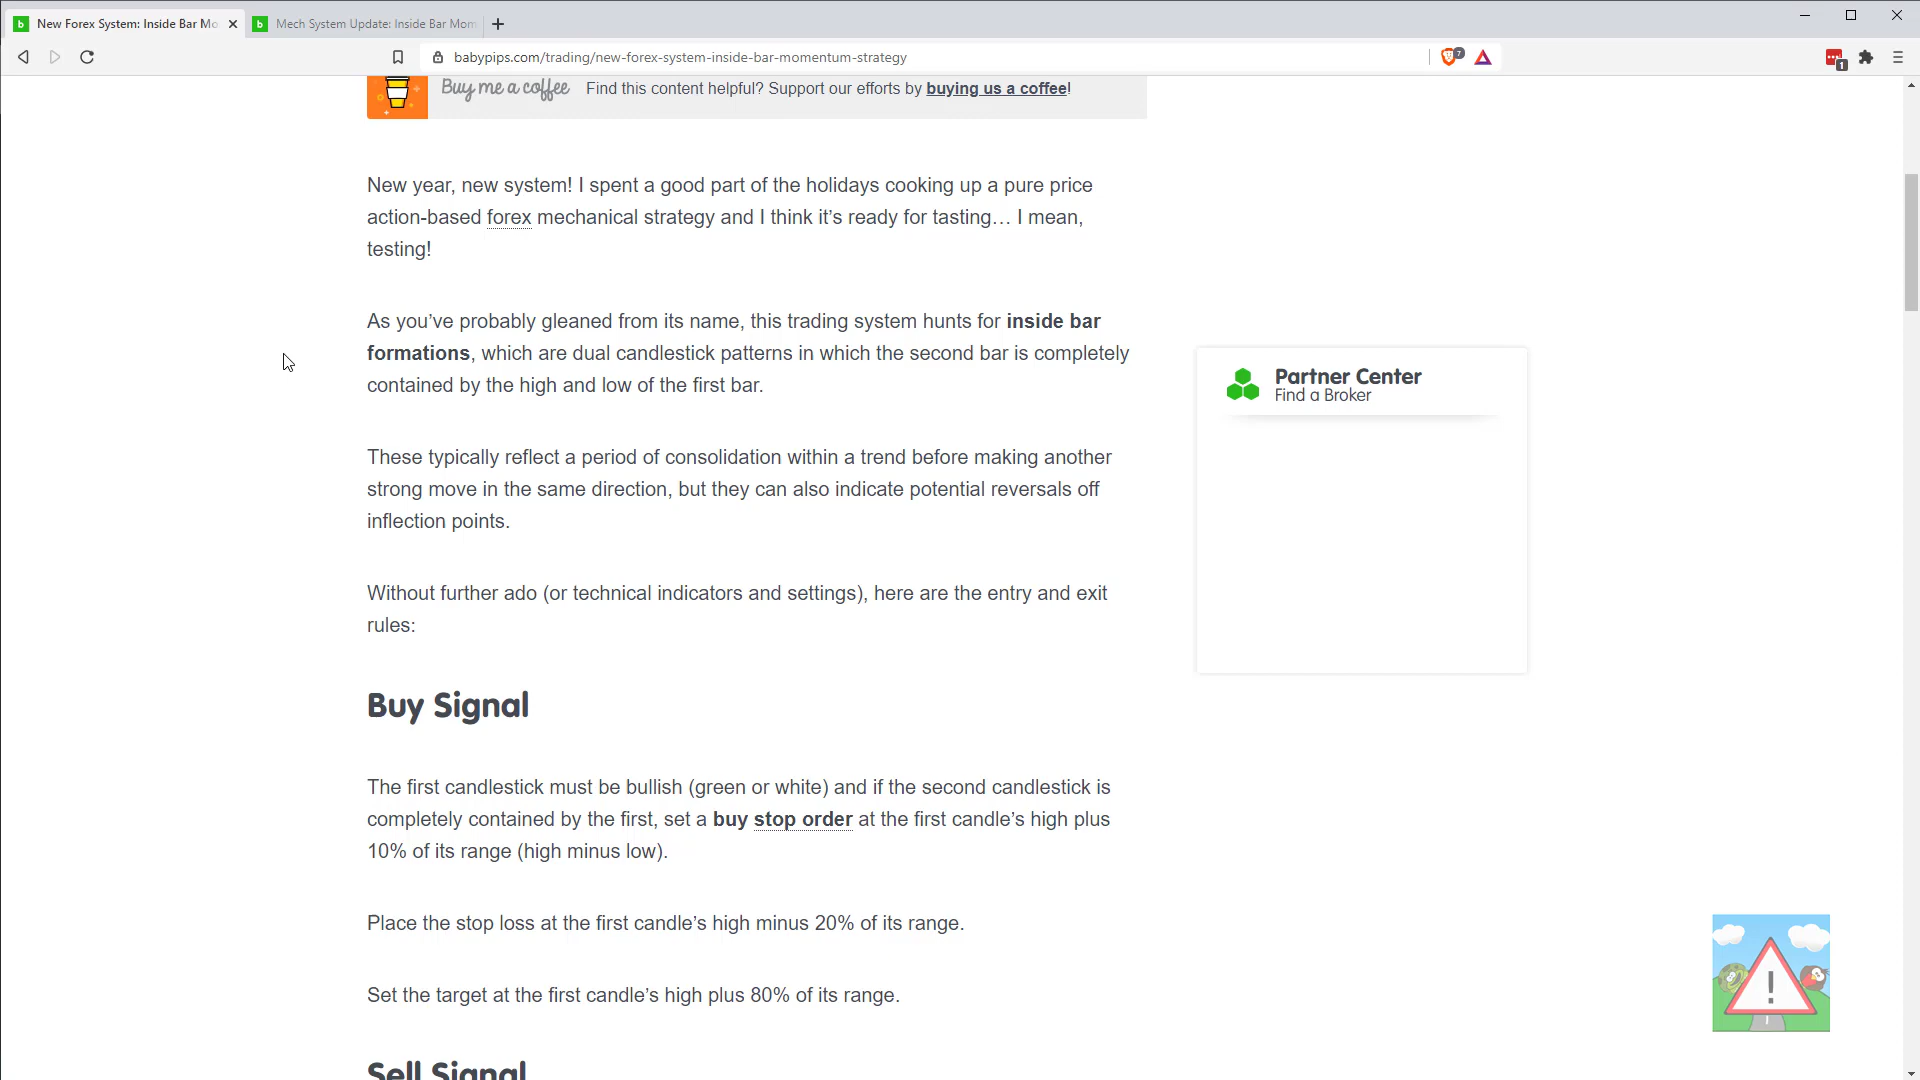 New Forex System: Inside Bar Mo
Mech System Update: Inside Bar Mom
babypips.com/trading/new-forex-system-inside-bar-momentum-strategy
7
1
Buy me a coffee
Find this content helpful? Support our efforts by buying us a coffee!
New year, new system! I spent a good part of the holidays cooking up a pure price
action-based forex mechanical strategy and I think it’s ready for tasting… I mean,
testing!
As you’ve probably gleaned from its name, this trading system hunts for inside bar
formations, which are dual candlestick patterns in which the second bar is completely
contained by the high and low of the first bar.
Partner Center
Find a Broker
These typically reflect a period of consolidation within a trend before making another
strong move in the same direction, but they can also indicate potential reversals off
inflection points.
Without further ado (or technical indicators and settings), here are the entry and exit
rules:
Buy Signal
The first candlestick must be bullish (green or white) and if the second candlestick is
completely contained by the first, set a buy stop order at the first candle’s high plus
10% of its range (high minus low).
Place the stop loss at the first candle’s high minus 20% of its range.
Set the target at the first candle’s high plus 80% of its range.
Sell Signal